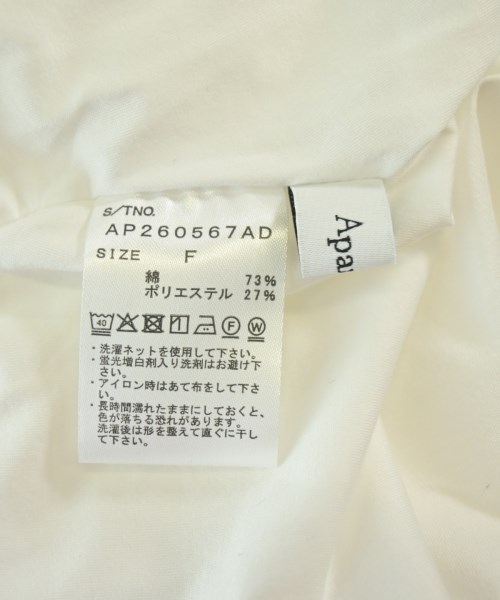 S/TNO.
AP260567AD
SIZE F
綿 73%
ポリエステル 27%
40 F W
・洗濯ネットを使用して下さい。
・蛍光増白剤入り洗剤はお避け下
さい。
・アイロン時はあて布をして下さ
い。
・長時間濡れたままにしておくと、
色が落ちる恐れがあります。
洗濯後は形を整えて直ぐに干し
て下さい。
Apa